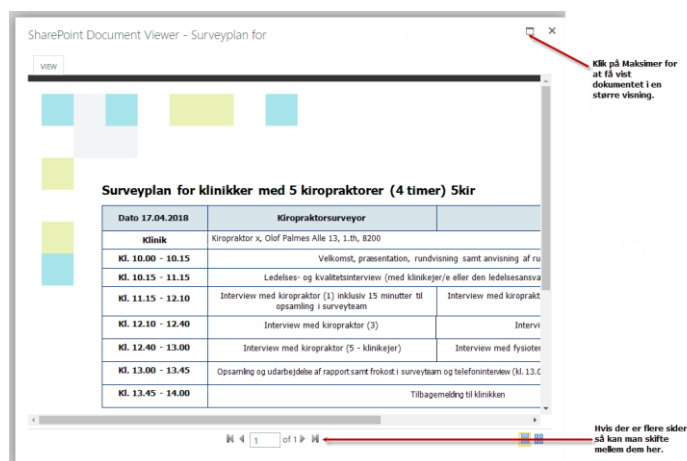 SharePoint Document Viewer - Surveyplan for
VIEW
Klik på Maksimer for
at få vist
dokumentet i en
større visning.
Surveyplan for klinikker med 5 kiropraktorer (4 timer) 5kir
Dato 17.04.2018 Kiropraktorsurveyor
Klinik Kiropraktor x, Olof Palmes Alle 13, 1.th, 8200
Kl. 10.00 - 10.15 Velkomst, præsentation, rundvisning samt anvisning af ru
Kl. 10.15 - 11.15 Ledelses- og kvalitetsinterview (med klinikejer/e eller den ledelsesansva
Kl. 11.15 - 12.10 Interview med kiropraktor (1) inklusiv 15 minutter til Interview med kiroprakt
opsamling i surveyteam
Kl. 12.10 - 12.40 Interview med kiropraktor (3) Intervi
Kl. 12.40 - 13.00 Interview med kiropraktor (5 - klinikejer) Interview med fysioter
Kl. 13.00 - 13.45 Opsamling og udarbejdelse af rapport samt frokost i surveyteam og telefoninterview (kl. 13.0
Kl. 13.45 - 14.00 Tilbagemelding til klinikken
1 of 1
Hvis der er flere sider
så kan man skifte
mellem dem her.